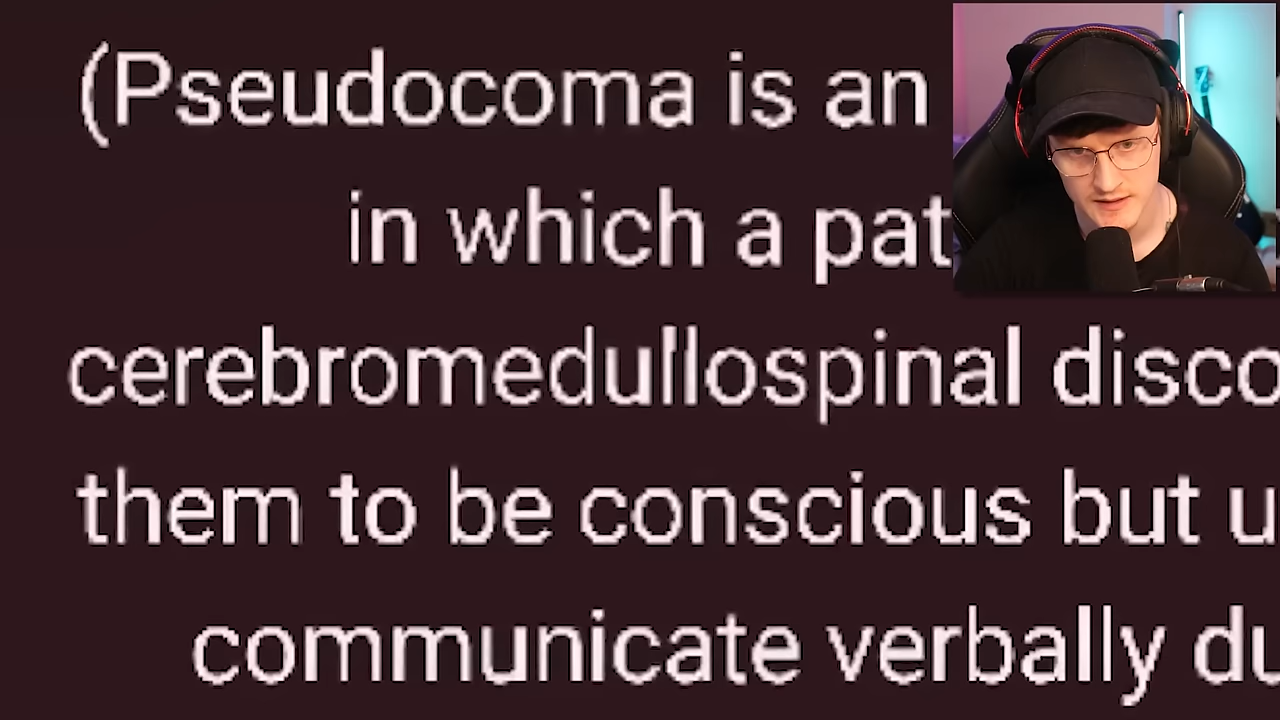 (Pseudocoma is an
in which a pat
cerebromedullospinal disco
them to be conscious but u
communicate verbally du